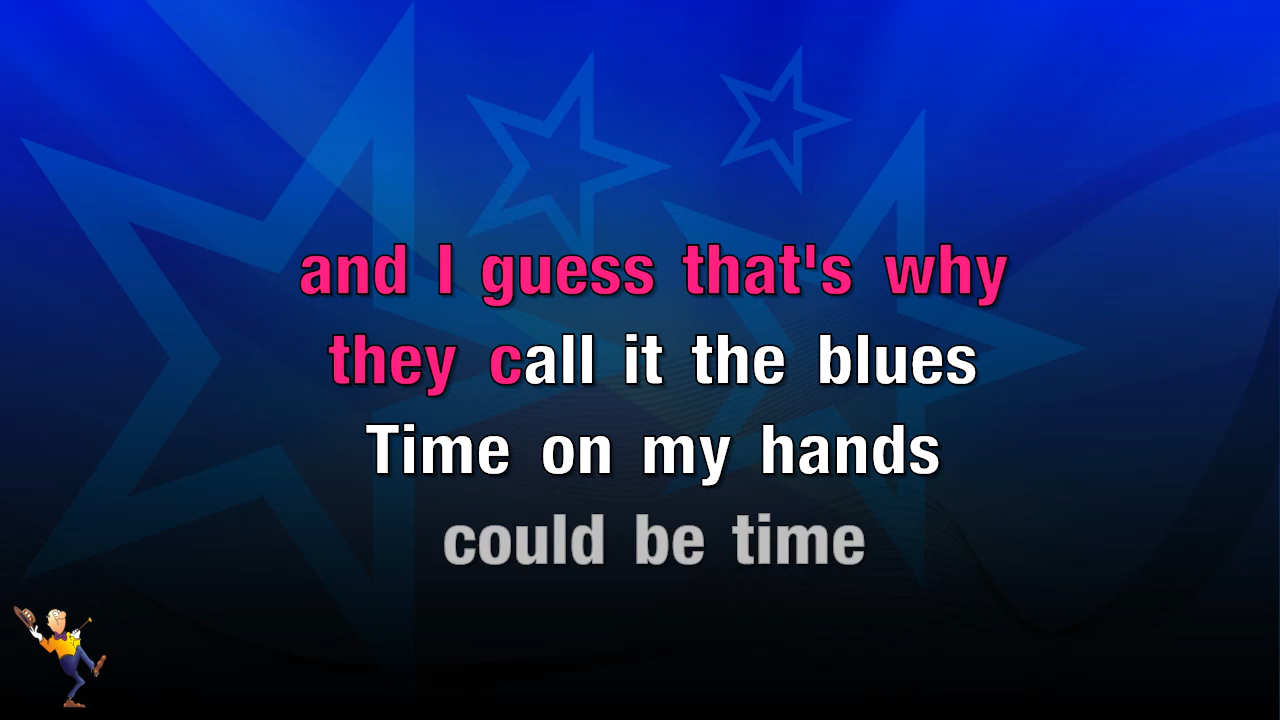 and I guess that's why
they call it the blues
Time on my hands
could be time